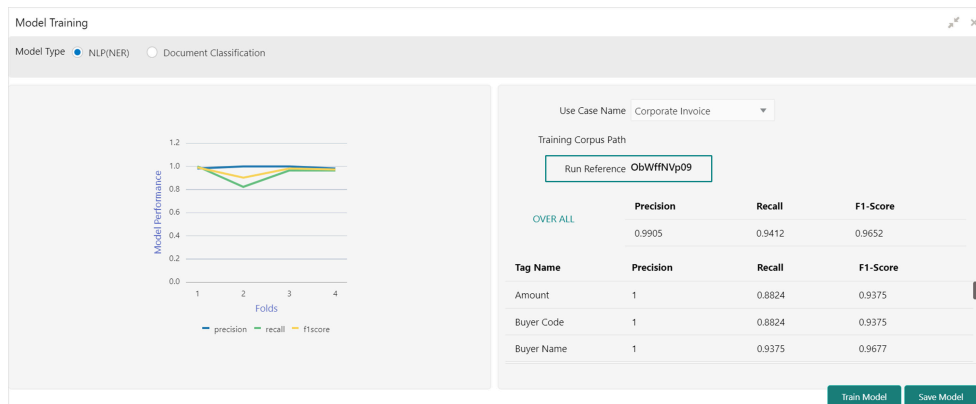 Model Training
Model Type NLP(NER) Document Classification
1.2
1.0
0.8
0.6
0.4
0.2
0.0
Model Performance
1 2 3 4
Folds
precision recall f1score
Use Case Name Corporate Invoice
Training Corpus Path
Run Reference ObWffNVp09
OVER ALL
Precision Recall F1-Score
0.9905 0.9412 0.9652
Tag Name Precision Recall F1-Score
Amount 1 0.8824 0.9375
Buyer Code 1 0.8824 0.9375
Buyer Name 1 0.9375 0.9677
Train Model Save Model